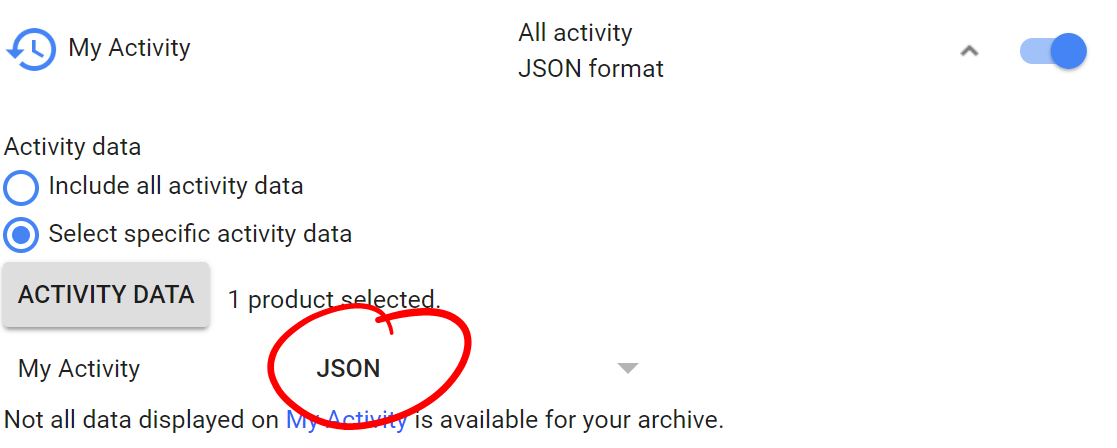 My Activity
All activity
JSON format
Activity data
Include all activity data
Select specific activity data
ACTIVITY DATA 1 product selected.
My Activity JSON
Not all data displayed on My Activity is available for your archive.